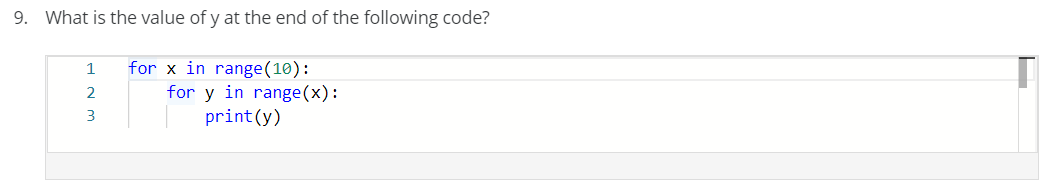 9. What is the value of y at the end of the following code?
1 for x in range(10):
2     for y in range(x):
3         print(y)